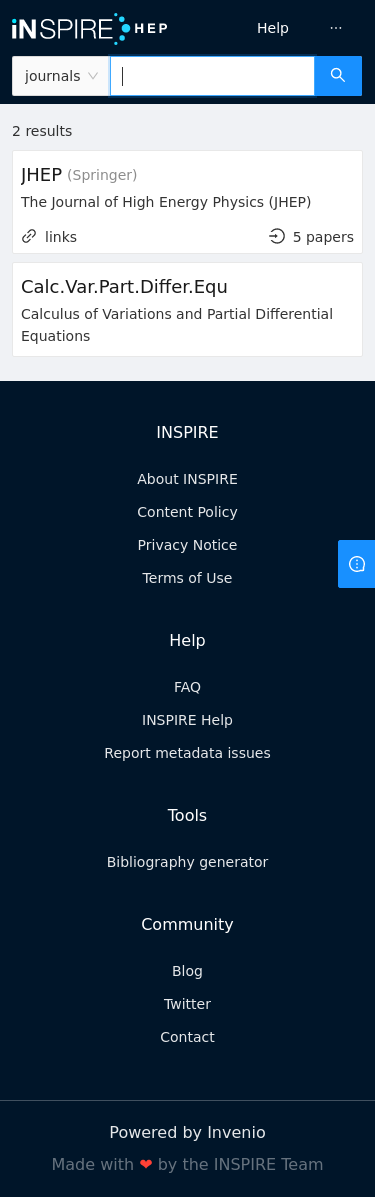 iNSPIRE HEP
Help
···
journals
2 results
JHEP (Springer)
The Journal of High Energy Physics (JHEP)
links
5 papers
Calc.Var.Part.Differ.Equ
Calculus of Variations and Partial Differential
Equations
INSPIRE
About INSPIRE
Content Policy
Privacy Notice
Terms of Use
Help
FAQ
INSPIRE Help
Report metadata issues
Tools
Bibliography generator
Community
Blog
Twitter
Contact
Powered by Invenio
Made with ❤ by the INSPIRE Team